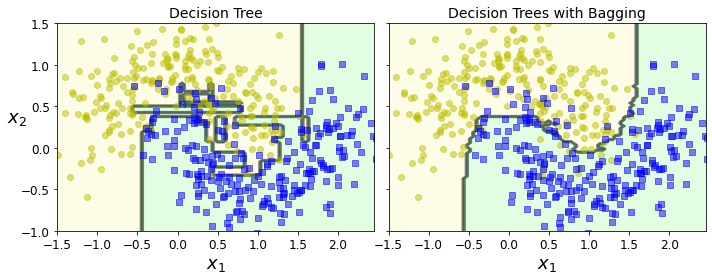 Decision Tree
Decision Trees with Bagging
1.5
1.0
0.5
0.0
−0.5
−1.0
x₂
−1.5 −1.0 −0.5 0.0 0.5 1.0 1.5 2.0
−1.5 −1.0 −0.5 0.0 0.5 1.0 1.5 2.0
x₁
x₁